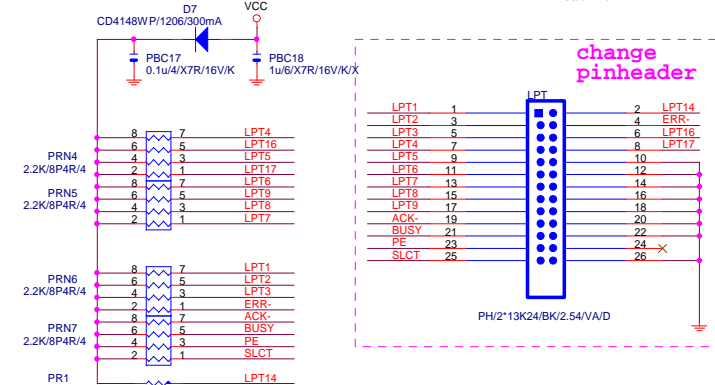 D7
CD4148WP/1206/300mA
VCC
PBC17
0.1u/4/X7R/16V/K
PBC18
1u/6/X7R/16V/K/X
change
pinheader
LPT
LPT1 1 2 LPT14
LPT2 3 4 ERR-
LPT3 5 6 LPT16
LPT4 7 8 LPT17
LPT5 9 10
LPT6 11 12
LPT7 13 14
LPT8 15 16
LPT9 17 18
ACK- 19 20
BUSY 21 22
PE 23 24
SLCT 25 26
PH/2*13K24/BK/2.54/VA/D
PRN4
2.2K/8P4R/4
8 7 LPT4
6 5 LPT16
4 3 LPT5
2 1 LPT17
PRN5
2.2K/8P4R/4
8 7 LPT6
6 5 LPT9
4 3 LPT8
2 1 LPT7
PRN6
2.2K/8P4R/4
8 7 LPT1
6 5 LPT2
4 3 LPT3
2 1 ERR-
PRN7
2.2K/8P4R/4
8 7 ACK-
6 5 BUSY
4 3 PE
2 1 SLCT
PR1
LPT14